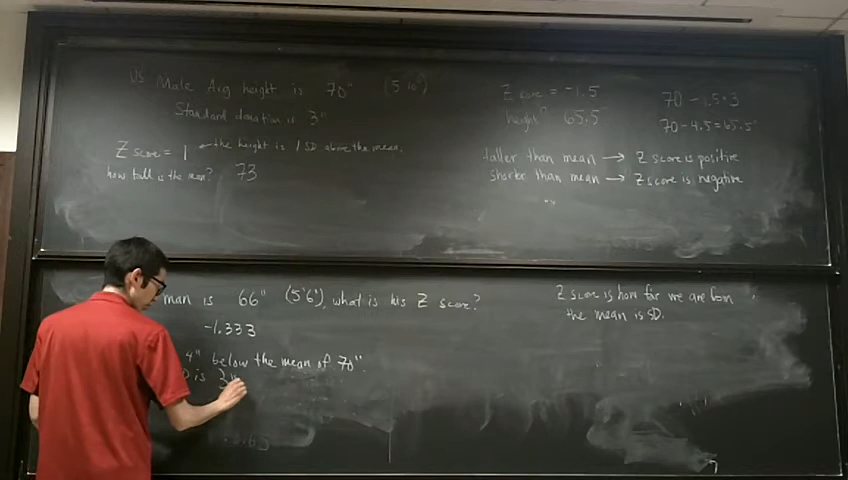 US Male Avg height is 70" (5'10")
Standard deviation is 3"
Z score = 1 ← the height is 1 SD above the mean.
how tall is the man? 73
Z score = -1.5
height? 65.5
70 - 1.5 · 3
70 - 4.5 = 65.5"
taller than mean → Z score is positive
shorter than mean → Z score is negative
man is 66" (5'6"), what is his Z score?
-1.333
4" below the mean of 70".
is 3"
Z score is how far we are from
the mean is SD.